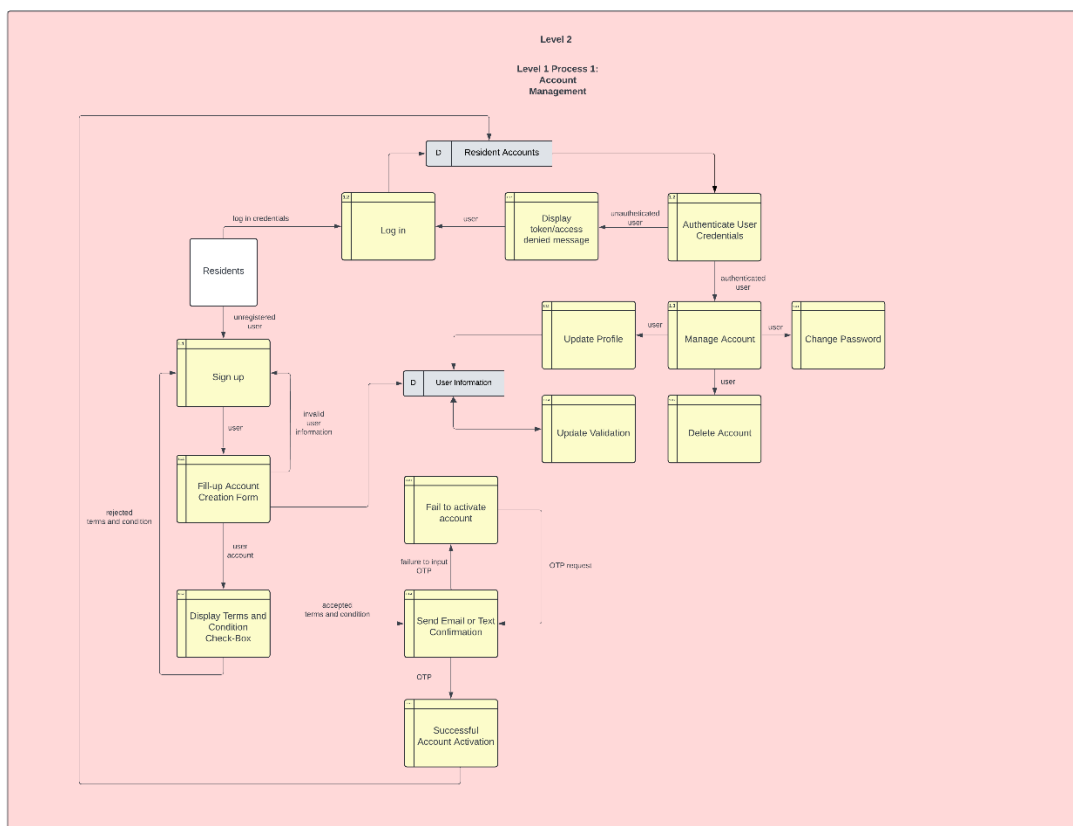 Level 2
Level 1 Process 1:
Account
Management
D
Resident Accounts
log in credentials
Log in
user
Display
token/access
denied message
unautheticated
user
Authenticate User
Credentials
Residents
authenticated
user
unregistered
user
Update Profile
user
Manage Account
user
Change Password
Sign up
D
User Information
user
invalid
user
information
user
Update Validation
Delete Account
Fill-up Account
Creation Form
Fail to activate
account
rejected
terms and condition
user
account
failure to input
OTP
OTP request
Display Terms and
Condition
Check-Box
accepted
terms and condition
Send Email or Text
Confirmation
OTP
Successful
Account Activation